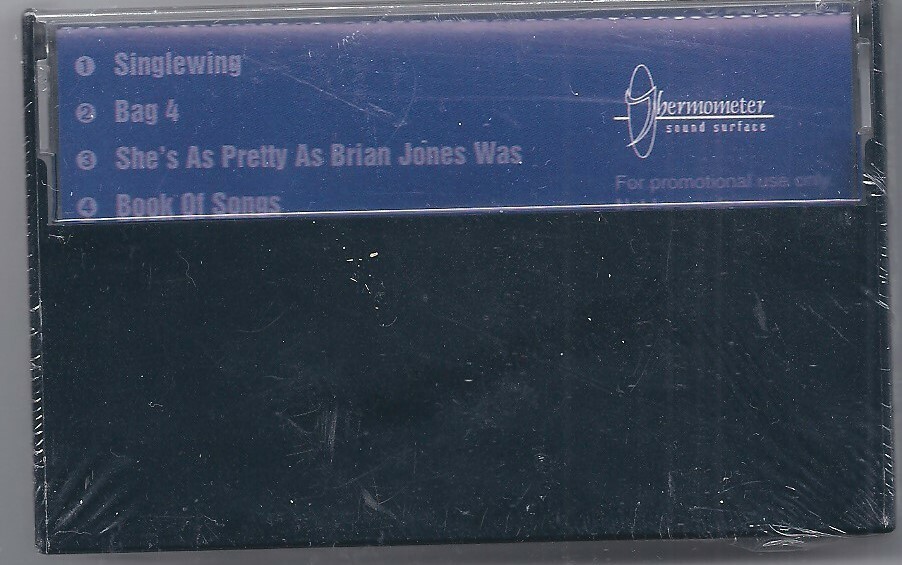 1 Singlewing
2 Bag 4
3 She's As Pretty As Brian Jones Was
4 Book Of Songs
Thermometer
sound surface
For promotional use only